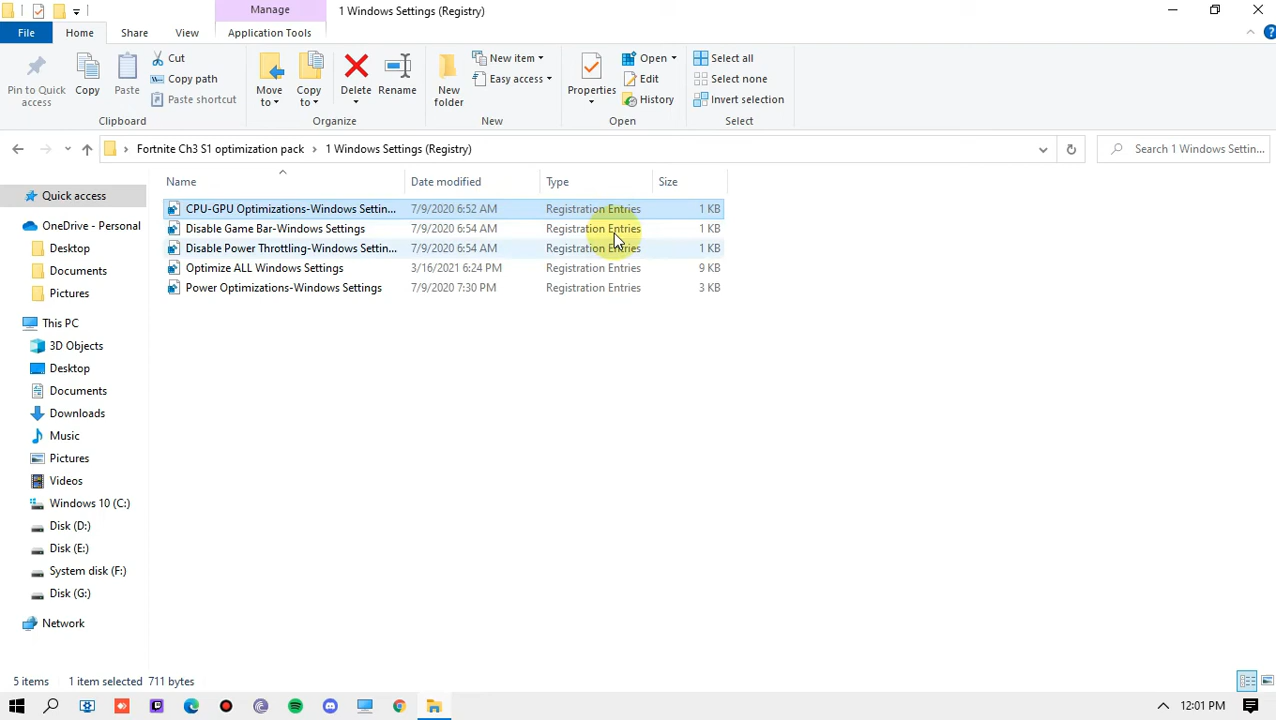 Manage
1 Windows Settings (Registry)
File
Home
Share
View
Application Tools
Pin to Quick access
Copy
Paste
Cut
Copy path
Paste shortcut
Clipboard
Move to
Copy to
Delete
Rename
Organize
New folder
New item
Easy access
New
Properties
Open
Edit
History
Open
Select all
Select none
Invert selection
Select
Fortnite Ch3 S1 optimization pack
1 Windows Settings (Registry)
Search 1 Windows Settin...
Name Date modified Type Size
CPU-GPU Optimizations-Windows Settin... 7/9/2020 6:52 AM Registration Entries 1 KB
Disable Game Bar-Windows Settings 7/9/2020 6:54 AM Registration Entries 1 KB
Disable Power Throttling-Windows Settin... 7/9/2020 6:54 AM Registration Entries 1 KB
Optimize ALL Windows Settings 3/16/2021 6:24 PM Registration Entries 9 KB
Power Optimizations-Windows Settings 7/9/2020 7:30 PM Registration Entries 3 KB
Quick access
OneDrive - Personal
Desktop
Documents
Pictures
This PC
3D Objects
Desktop
Documents
Downloads
Music
Pictures
Videos
Windows 10 (C:)
Disk (D:)
Disk (E:)
System disk (F:)
Disk (G:)
Network
5 items 1 item selected 711 bytes
12:01 PM